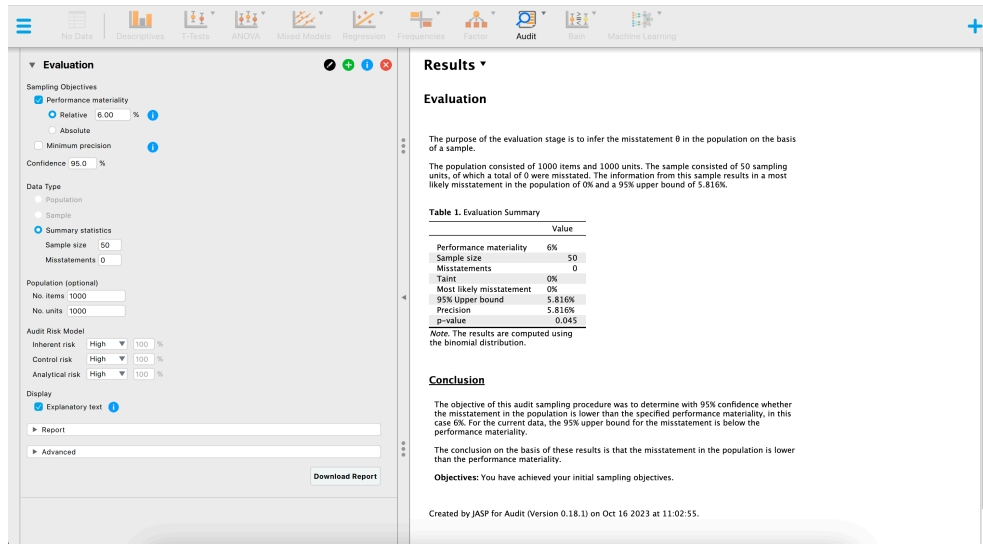 No Data
Descriptives
T-Tests
ANOVA
Mixed Models
Regression
Frequencies
Factor
Audit
Bain
Machine Learning
Evaluation
Sampling Objectives
Performance materiality
Relative 6.00 %
Absolute
Minimum precision
Confidence 95.0 %
Data Type
Population
Sample
Summary statistics
Sample size 50
Misstatements 0
Population (optional)
No. items 1000
No. units 1000
Audit Risk Model
Inherent risk High 100 %
Control risk High 100 %
Analytical risk High 100 %
Display
Explanatory text
Report
Advanced
Download Report
Results
Evaluation
The purpose of the evaluation stage is to infer the misstatement θ in the population on the basis
of a sample.
The population consisted of 1000 items and 1000 units. The sample consisted of 50 sampling
units, of which a total of 0 were misstated. The information from this sample results in a most
likely misstatement in the population of 0% and a 95% upper bound of 5.816%.
Table 1. Evaluation Summary
Value
Performance materiality 6%
Sample size 50
Misstatements 0
Taint 0%
Most likely misstatement 0%
95% Upper bound 5.816%
Precision 5.816%
p-value 0.045
Note. The results are computed using
the binomial distribution.
Conclusion
The objective of this audit sampling procedure was to determine with 95% confidence whether
the misstatement in the population is lower than the specified performance materiality, in this
case 6%. For the current data, the 95% upper bound for the misstatement is below the
performance materiality.
The conclusion on the basis of these results is that the misstatement in the population is lower
than the performance materiality.
Objectives: You have achieved your initial sampling objectives.
Created by JASP for Audit (Version 0.18.1) on Oct 16 2023 at 11:02:55.